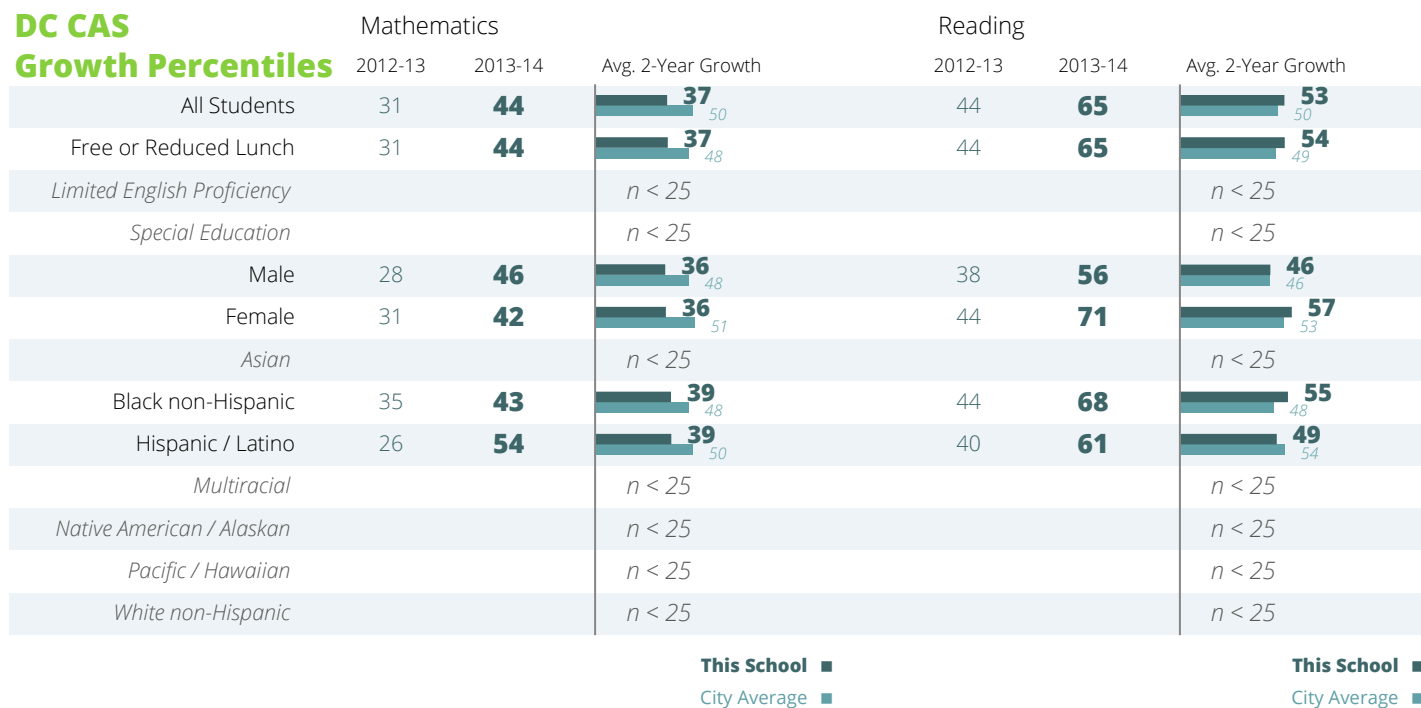 DC CAS
Growth Percentiles
Mathematics Reading
2012-13 2013-14 Avg. 2-Year Growth 2012-13 2013-14 Avg. 2-Year Growth
All Students 31 44 37 50 44 65 53 50
Free or Reduced Lunch 31 44 37 48 44 65 54 49
Limited English Proficiency n < 25 n < 25
Special Education n < 25 n < 25
Male 28 46 36 48 38 56 46 46
Female 31 42 36 51 44 71 57 53
Asian n < 25 n < 25
Black non-Hispanic 35 43 39 48 44 68 55 48
Hispanic / Latino 26 54 39 50 40 61 49 54
Multiracial n < 25 n < 25
Native American / Alaskan n < 25 n < 25
Pacific / Hawaiian n < 25 n < 25
White non-Hispanic n < 25 n < 25
This School This School
City Average City Average